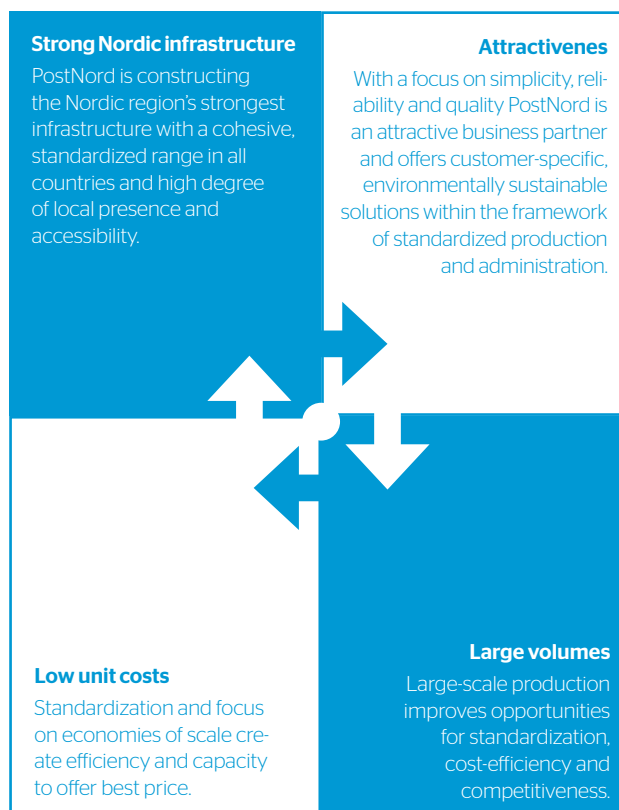 Strong Nordic infrastructure
PostNord is constructing
the Nordic region's strongest
infrastructure with a cohesive,
standardized range in all
countries and high degree
of local presence and
accessibility.
Attractivenes
With a focus on simplicity, reli-
ability and quality PostNord is
an attractive business partner
and offers customer-specific,
environmentally sustainable
solutions within the framework
of standardized production
and administration.
Low unit costs
Standardization and focus
on economies of scale cre-
ate efficiency and capacity
to offer best price.
Large volumes
Large-scale production
improves opportunities
for standardization,
cost-efficiency and
competitiveness.